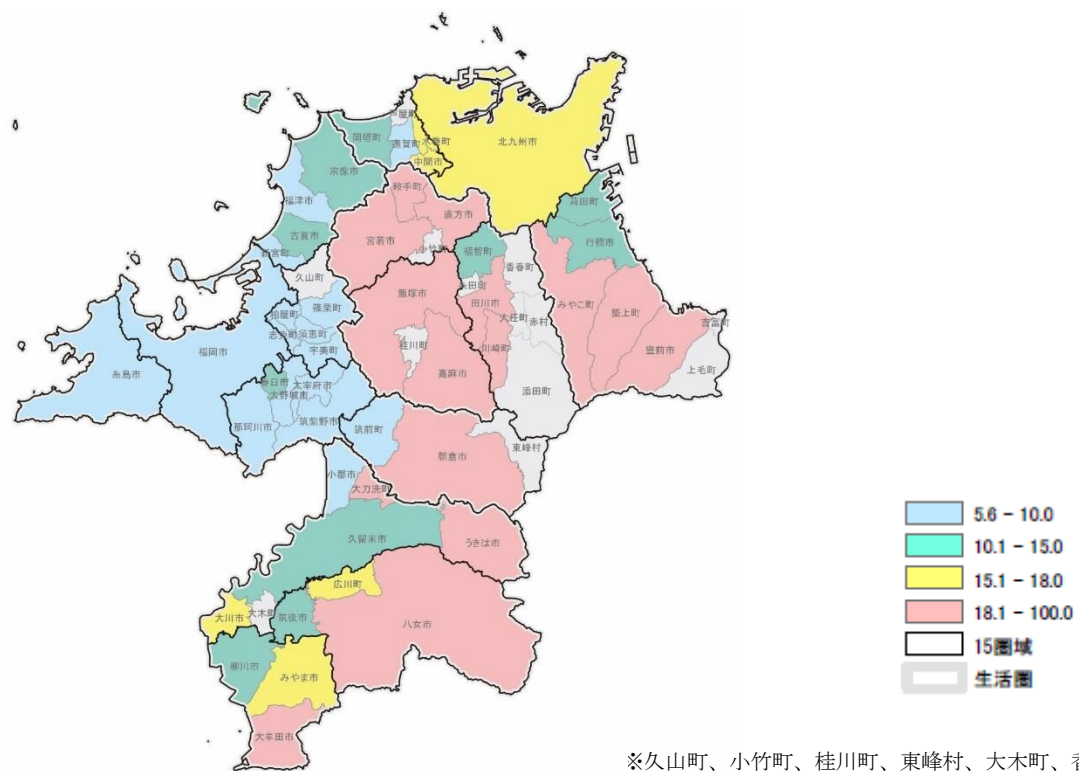 芦屋町
岡垣町
遠賀町
水巻町
中間市
北九州市
宗像市
鞍手町
苅田町
福津市
直方市
古賀市
宮若市
小竹町
福智町
行橋市
新宮町
香春町
久山町
糸田町
飯塚市
田川市
みやこ町
篠栗町
粕屋町
大任町
赤村
築上町
吉富町
志免町
須恵町
福岡市
宇美町
桂川町
川崎町
豊前市
上毛町
糸島市
嘉麻市
春日市
太宰府市
添田町
大野城市
那珂川市
筑紫野市
筑前町
朝倉市
東峰村
小郡市
大刀洗町
久留米市
うきは市
広川町
大川市
大木町
筑後市
八女市
柳川市
みやま市
大牟田市
5.6 - 10.0
10.1 - 15.0
15.1 - 18.0
18.1 - 100.0
15圏域
生活圏
※久山町、小竹町、桂川町、東峰村、大木町、香